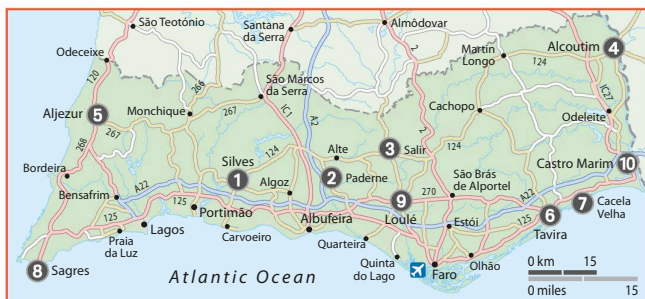 São Teotónio
Santana
da Serra
Almôdovar
Odeceixe
2
Martin
Longo
Alcoutim
4
120
266
São Marcos
da Serra
IC1
A2
124
IC27
Aljezur
5
Monchique
267
267
Cachopo
Odeleite
268
Silves
124
Alte
3
Salir
2
124
Castro Marim
10
Bordeira
1
Algoz
2
Paderne
São Brás
de Alportel
270
A22
Bensafrim
A22
9
Loulé
7
Cacela
Velha
125
125
Portimão
Albufeira
Estói
125
6
Tavira
Praia
da Luz
Lagos
Carvoeiro
Quarteira
8
Sagres
Quinta
do Lago
Faro
Olhão
Atlantic Ocean
0 km 15
0 miles 15